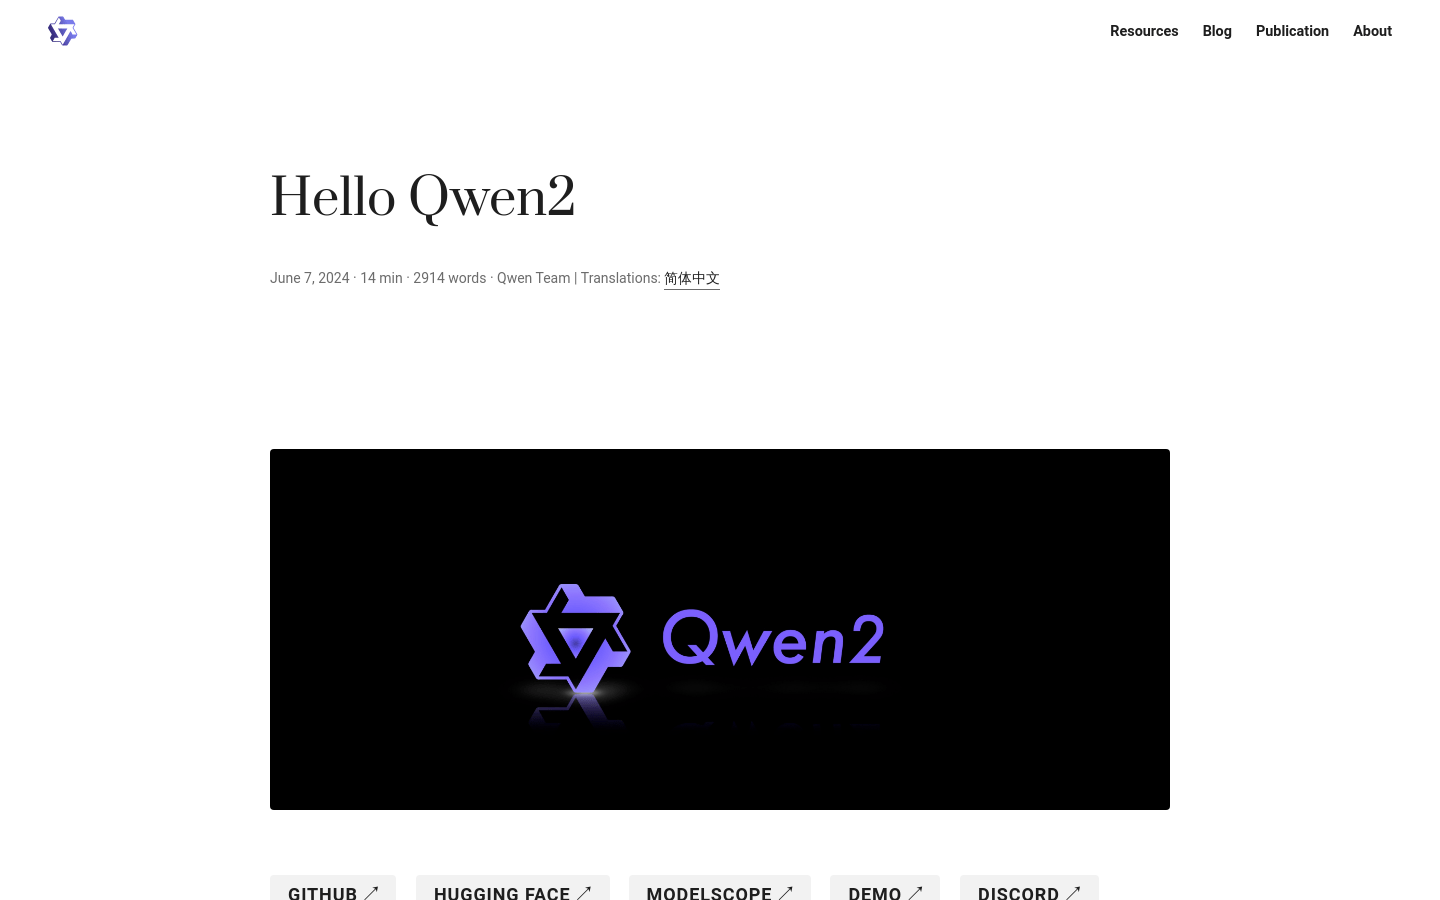 Resources Blog Publication About
Hello Qwen2
June 7, 2024 · 14 min · 2914 words · Qwen Team | Translations: 简体中文
Qwen2
GITHUB ↗ HUGGING FACE ↗ MODELSCOPE ↗ DEMO ↗ DISCORD ↗